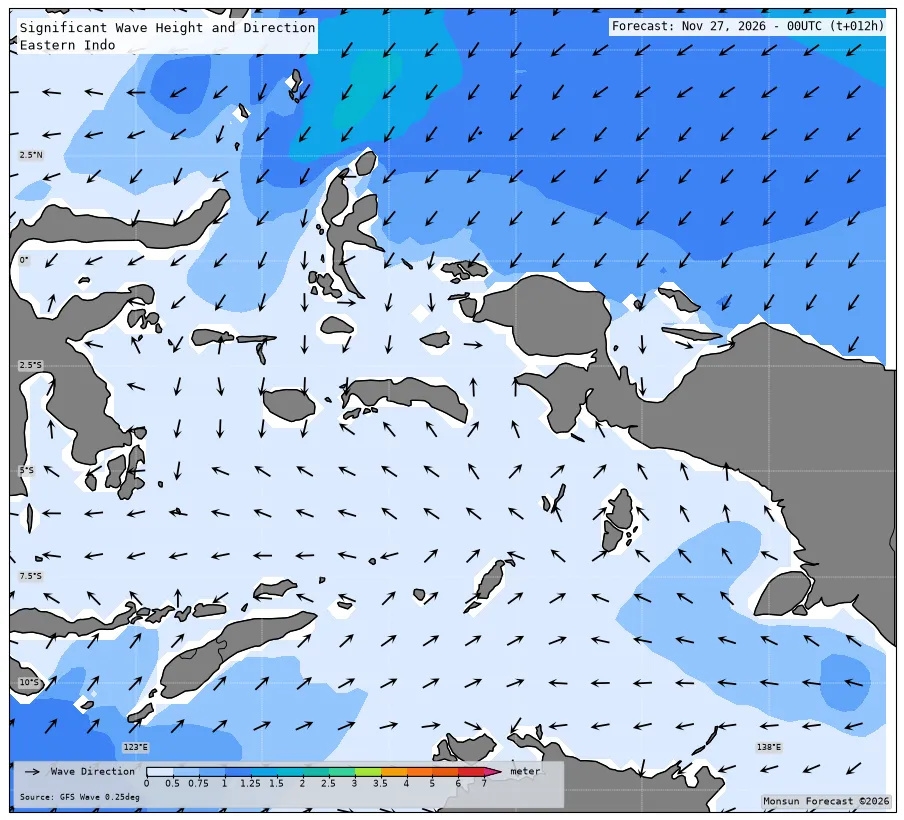 Significant Wave Height and Direction
Eastern Indo
Forecast: Nov 27, 2026 - 00UTC (t+012h)
2.5°N
0°
2.5°S
5°S
7.5°S
10°S
123°E
138°E
Wave Direction
meter
0 0.5 0.75 1 1.25 1.5 2 2.5 3 3.5 4 5 6 7
Source: GFS Wave 0.25deg
Monsun Forecast ©2026